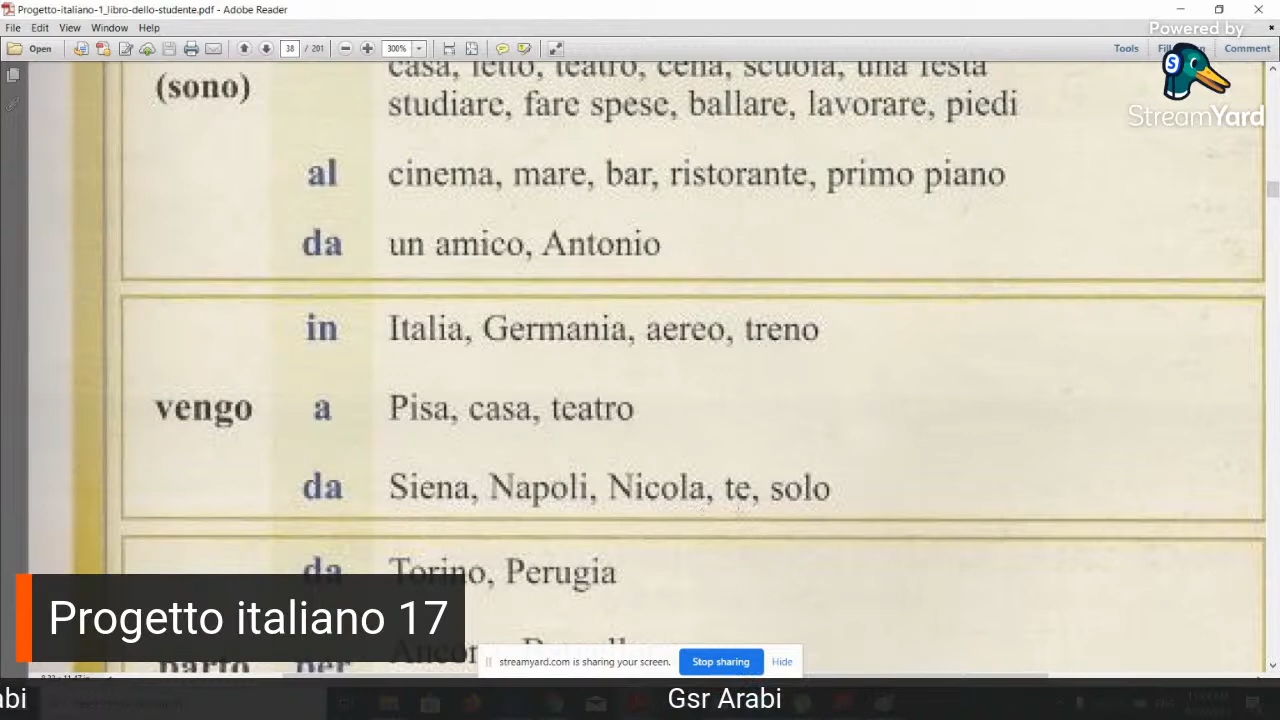 Progetto-italiano-1_libro-dello-studente.pdf - Adobe Reader
File Edit View Window Help
Open 38 / 201 300% Tools Comment
Powered by
StreamYard
(sono)
casa, letto, teatro, cena, scuola, una festa
studiare, fare spese, ballare, lavorare, piedi
al cinema, mare, bar, ristorante, primo piano
da un amico, Antonio
in Italia, Germania, aereo, treno
vengo a Pisa, casa, teatro
da Siena, Napoli, Nicola, te, solo
da Torino, Perugia
parto per
Progetto italiano 17
streamyard.com is sharing your screen. Stop sharing Hide
abi Gsr Arabi